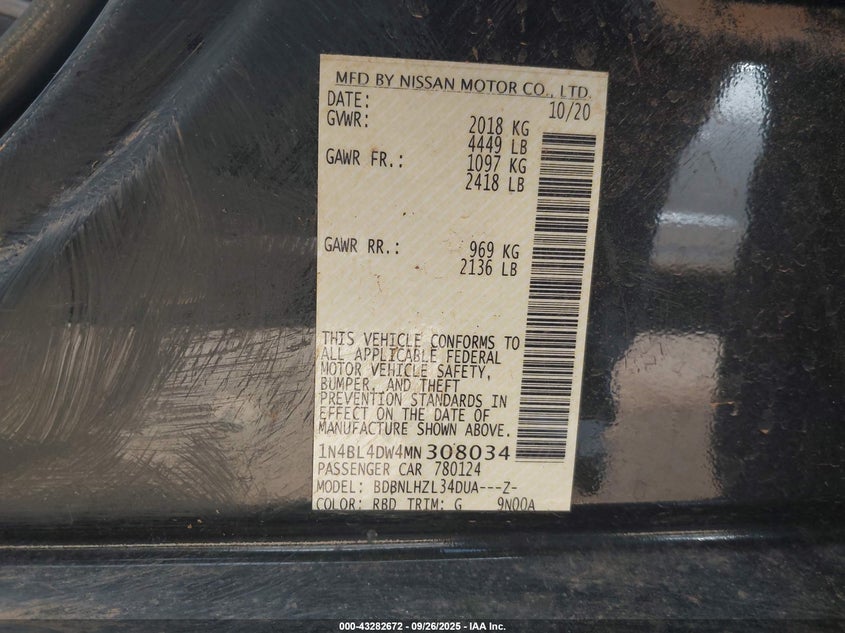 MFD BY NISSAN MOTOR CO., LTD.
DATE: 10/20
GVWR: 2018 KG
4449 LB
GAWR FR.: 1097 KG
2418 LB
GAWR RR.: 969 KG
2136 LB
THIS VEHICLE CONFORMS TO
ALL APPLICABLE FEDERAL
MOTOR VEHICLE SAFETY,
BUMPER, AND THEFT
PREVENTION STANDARDS IN
EFFECT ON THE DATE OF
MANUFACTURE SHOWN ABOVE.
1N4BL4DW4MN308034
PASSENGER CAR 780124
MODEL: BDBNLHZL34DUA---Z-
COLOR: RBD TRIM: G 9N00A
000-43282672 - 09/26/2025 - IAA Inc.